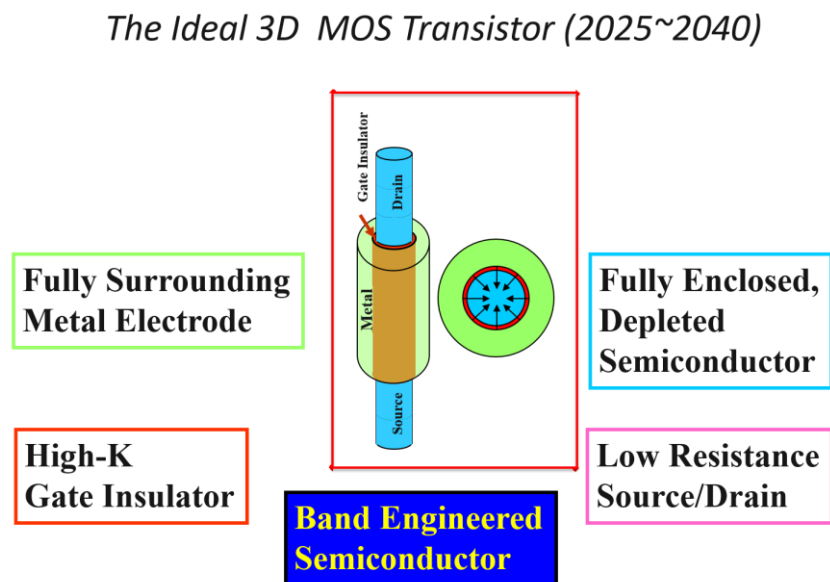 The Ideal 3D MOS Transistor (2025~2040)
Gate Insulator
Drain
Metal
Source
Fully Surrounding
Metal Electrode
Fully Enclosed,
Depleted
Semiconductor
High-K
Gate Insulator
Low Resistance
Source/Drain
Band Engineered
Semiconductor